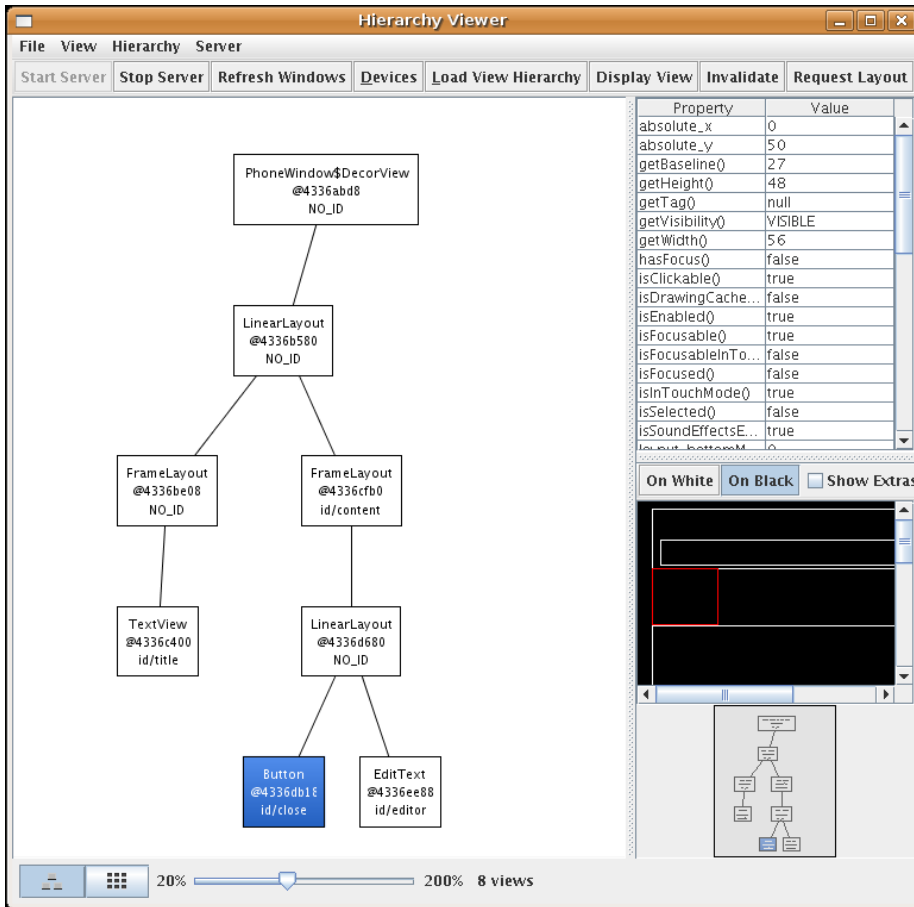 Hierarchy Viewer
File View Hierarchy Server
Start Server Stop Server Refresh Windows Devices Load View Hierarchy Display View Invalidate Request Layout
PhoneWindow$DecorView
@4336abd8
NO_ID
LinearLayout
@4336b580
NO_ID
FrameLayout
@4336be08
NO_ID
FrameLayout
@4336cfb0
id/content
TextView
@4336c400
id/title
LinearLayout
@4336d680
NO_ID
Button
@4336db18
id/close
EditText
@4336ee88
id/editor
Property Value
absolute_x 0
absolute_y 50
getBaseline() 27
getHeight() 48
getTag() null
getVisibility() VISIBLE
getWidth() 56
hasFocus() false
isClickable() true
isDrawingCache... false
isEnabled() true
isFocusable() true
isFocusableInTo... false
isFocused() false
isInTouchMode() true
isSelected() false
isSoundEffectsE... true
On White On Black Show Extras
20% 200% 8 views